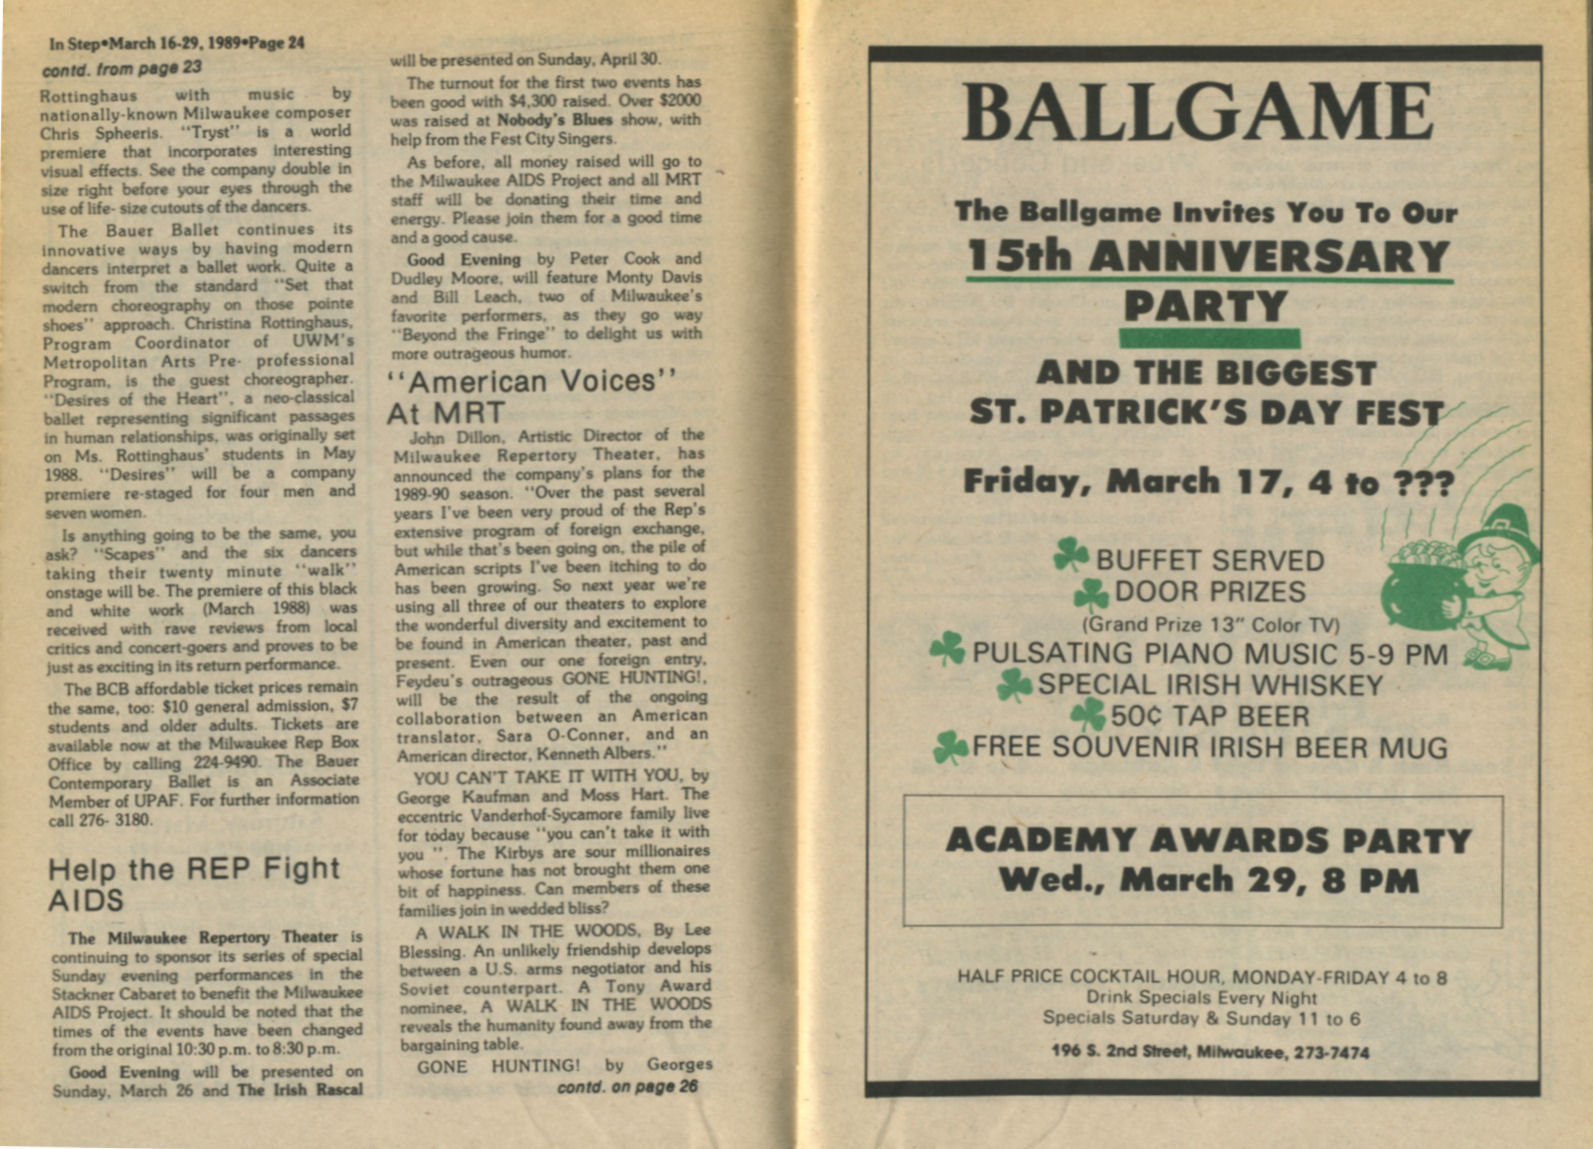 In Step•March 16-29, 1989•Page 24
contd. from page 23
Rottinghaus with music by
nationally-known Milwaukee composer
Chris Spheeris. "Tryst" is a world
premiere that incorporates interesting
visual effects. See the company double in
size right before your eyes through the
use of life- size cutouts of the dancers.
The Bauer Ballet continues its
innovative ways by having modern
dancers interpret a ballet work. Quite a
switch from the standard "Set that
modern choreography on those pointe
shoes" approach. Christina Rottinghaus,
Program Coordinator of UWM's
Metropolitan Arts Pre- professional
Program, is the guest choreographer.
"Desires of the Heart", a neo-classical
ballet representing significant passages
in human relationships, was originally set
on Ms. Rottinghaus' students in May
1988. "Desires" will be a company
premiere re-staged for four men and
seven women.
Is anything going to be the same, you
ask? "Scapes" and the six dancers
taking their twenty minute "walk"
onstage will be. The premiere of this black
and white work (March 1988) was
received with rave reviews from local
critics and concert-goers and proves to be
just as exciting in its return performance.
The BCB affordable ticket prices remain
the same, too: $10 general admission, $7
students and older adults. Tickets are
available now at the Milwaukee Rep Box
Office by calling 224-9490. The Bauer
Contemporary Ballet is an Associate
Member of UPAF. For further information
call 276- 3180.
Help the REP Fight
AIDS
The Milwaukee Repertory Theater is
continuing to sponsor its series of special
Sunday evening performances in the
Stackner Cabaret to benefit the Milwaukee
AIDS Project. It should be noted that the
times of the events have been changed
from the original 10:30 p.m. to 8:30 p.m.
Good Evening will be presented on
Sunday, March 26 and The Irish Rascal
will be presented on Sunday, April 30.
The turnout for the first two events has
been good with $4,300 raised. Over $2000
was raised at Nobody's Blues show, with
help from the Fest City Singers.
As before, all money raised will go to
the Milwaukee AIDS Project and all MRT
staff will be donating their time and
energy. Please join them for a good time
and a good cause.
Good Evening by Peter Cook and
Dudley Moore, will feature Monty Davis
and Bill Leach, two of Milwaukee's
favorite performers, as they go way
"Beyond the Fringe" to delight us with
more outrageous humor.
"American Voices"
At MRT
John Dillon, Artistic Director of the
Milwaukee Repertory Theater, has
announced the company's plans for the
1989-90 season. "Over the past several
years I've been very proud of the Rep's
extensive program of foreign exchange,
but while that's been going on, the pile of
American scripts I've been itching to do
has been growing. So next year we're
using all three of our theaters to explore
the wonderful diversity and excitement to
be found in American theater, past and
present. Even our one foreign entry,
Feydeu's outrageous GONE HUNTING!,
will be the result of the ongoing
collaboration between an American
translator, Sara O-Conner, and an
American director, Kenneth Albers."
YOU CAN'T TAKE IT WITH YOU, by
George Kaufman and Moss Hart. The
eccentric Vanderhof-Sycamore family live
for today because "you can't take it with
you ". The Kirbys are sour millionaires
whose fortune has not brought them one
bit of happiness. Can members of these
families join in wedded bliss?
A WALK IN THE WOODS, By Lee
Blessing. An unlikely friendship develops
between a U.S. arms negotiator and his
Soviet counterpart. A Tony Award
nominee, A WALK IN THE WOODS
reveals the humanity found away from the
bargaining table.
GONE HUNTING! by Georges
contd. on page 26
BALLGAME
The Ballgame Invites You To Our
15th ANNIVERSARY
PARTY
AND THE BIGGEST
ST. PATRICK'S DAY FEST
Friday, March 17, 4 to ???
BUFFET SERVED
DOOR PRIZES
(Grand Prize 13" Color TV)
PULSATING PIANO MUSIC 5-9 PM
SPECIAL IRISH WHISKEY
50¢ TAP BEER
FREE SOUVENIR IRISH BEER MUG
ACADEMY AWARDS PARTY
Wed., March 29, 8 PM
HALF PRICE COCKTAIL HOUR, MONDAY-FRIDAY 4 to 8
Drink Specials Every Night
Specials Saturday & Sunday 11 to 6
196 S. 2nd Street, Milwaukee, 273-7474